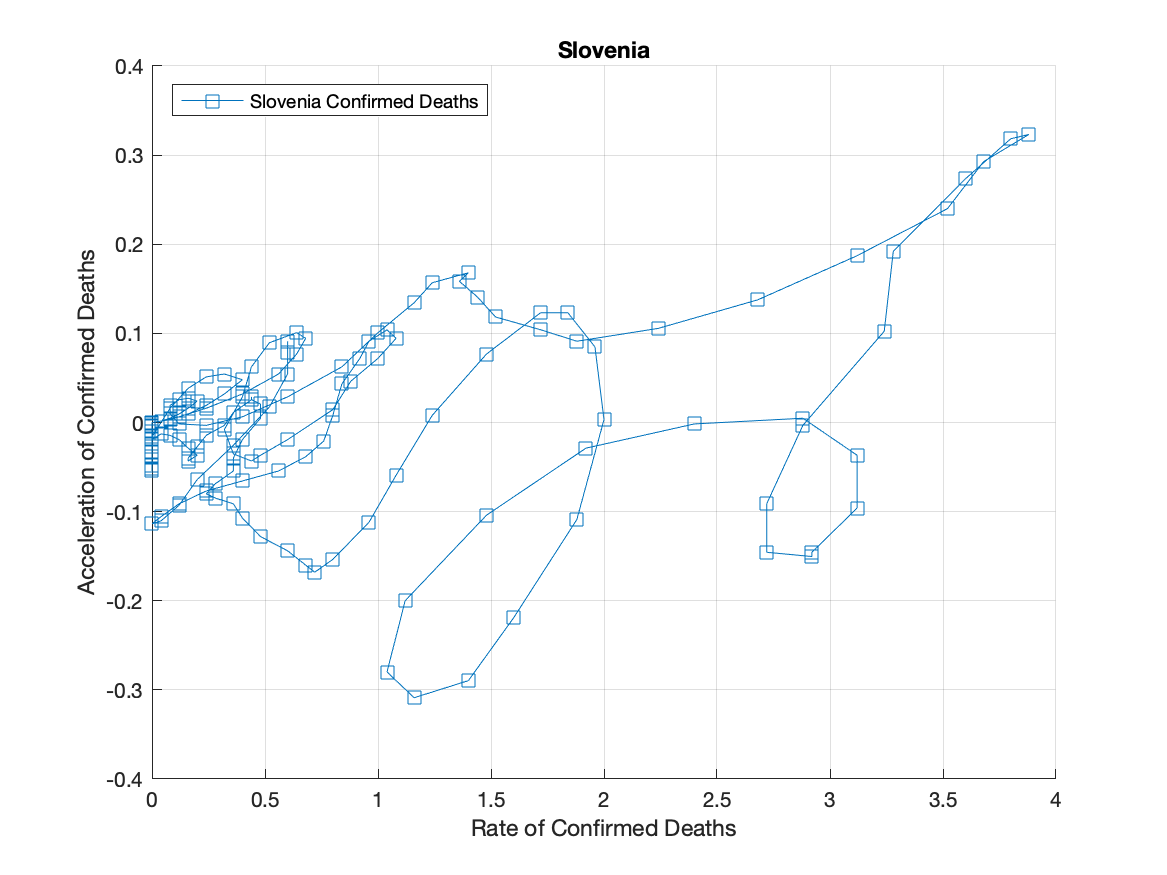 Slovenia
0.4
Slovenia Confirmed Deaths
0.3
0.2
0.1
0
-0.1
-0.2
-0.3
-0.4
Acceleration of Confirmed Deaths
0 0.5 1 1.5 2 2.5 3 3.5 4
Rate of Confirmed Deaths